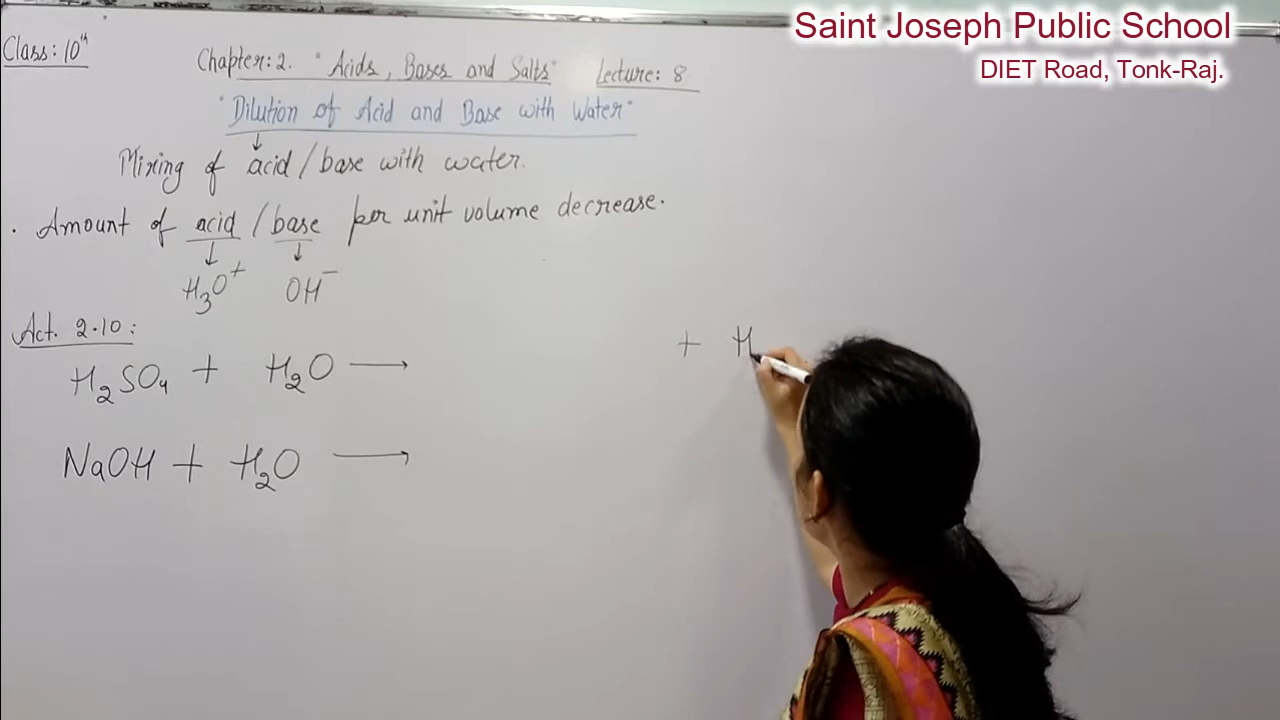 Saint Joseph Public School
DIET Road, Tonk-Raj.
Class: 10th
Chapter: 2. "Acids, Bases and Salts" Lecture: 8
"Dilution of Acid and Base with Water"
↓
Mixing of acid/base with water.
. Amount of acid/base per unit volume decrease.
↓ ↓
H₃O⁺ OH⁻
Act. 2.10:
H₂SO₄ + H₂O ⟶ + H
NaOH + H₂O ⟶